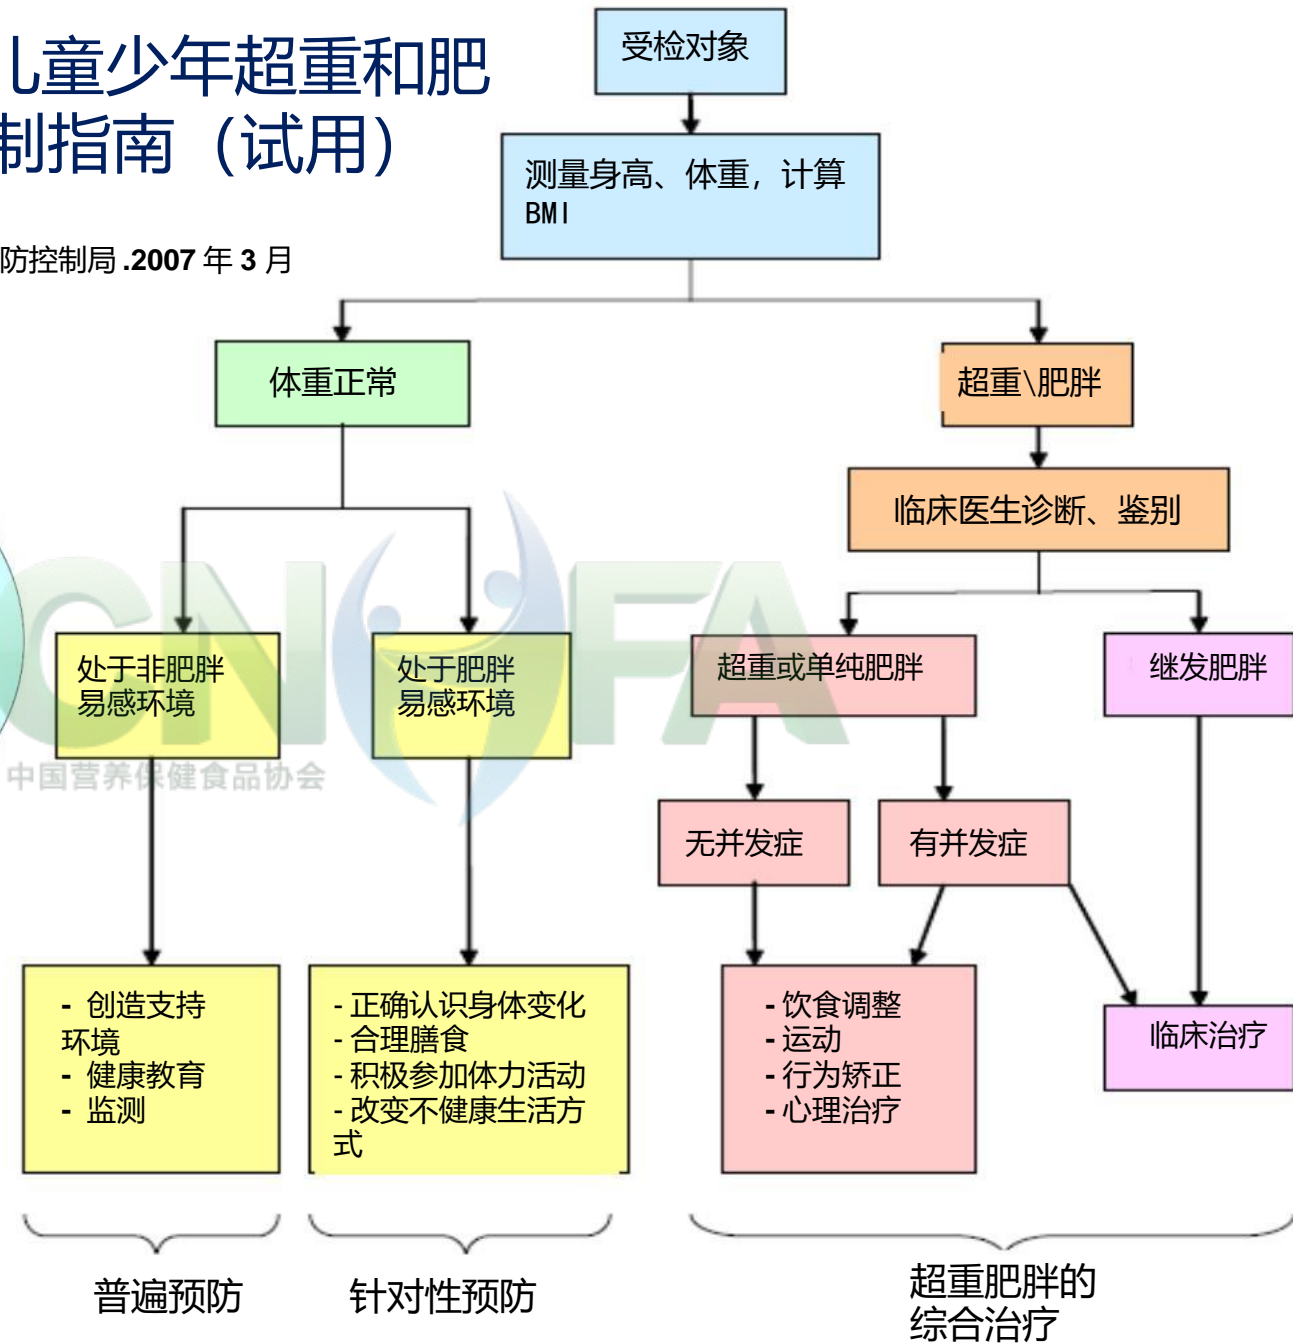 儿童少年超重和肥
制指南（试用）
防控制局.2007年3月
受检对象
测量身高、体重，计算
BMI
体重正常
超重\肥胖
临床医生诊断、鉴别
处于非肥胖
易感环境
处于肥胖
易感环境
超重或单纯肥胖
继发肥胖
CNHFA
中国营养保健食品协会
无并发症
有并发症
- 创造支持
环境
- 健康教育
- 监测
- 正确认识身体变化
- 合理膳食
- 积极参加体力活动
- 改变不健康生活方
式
- 饮食调整
- 运动
- 行为矫正
- 心理治疗
临床治疗
普遍预防
针对性预防
超重肥胖的
综合治疗